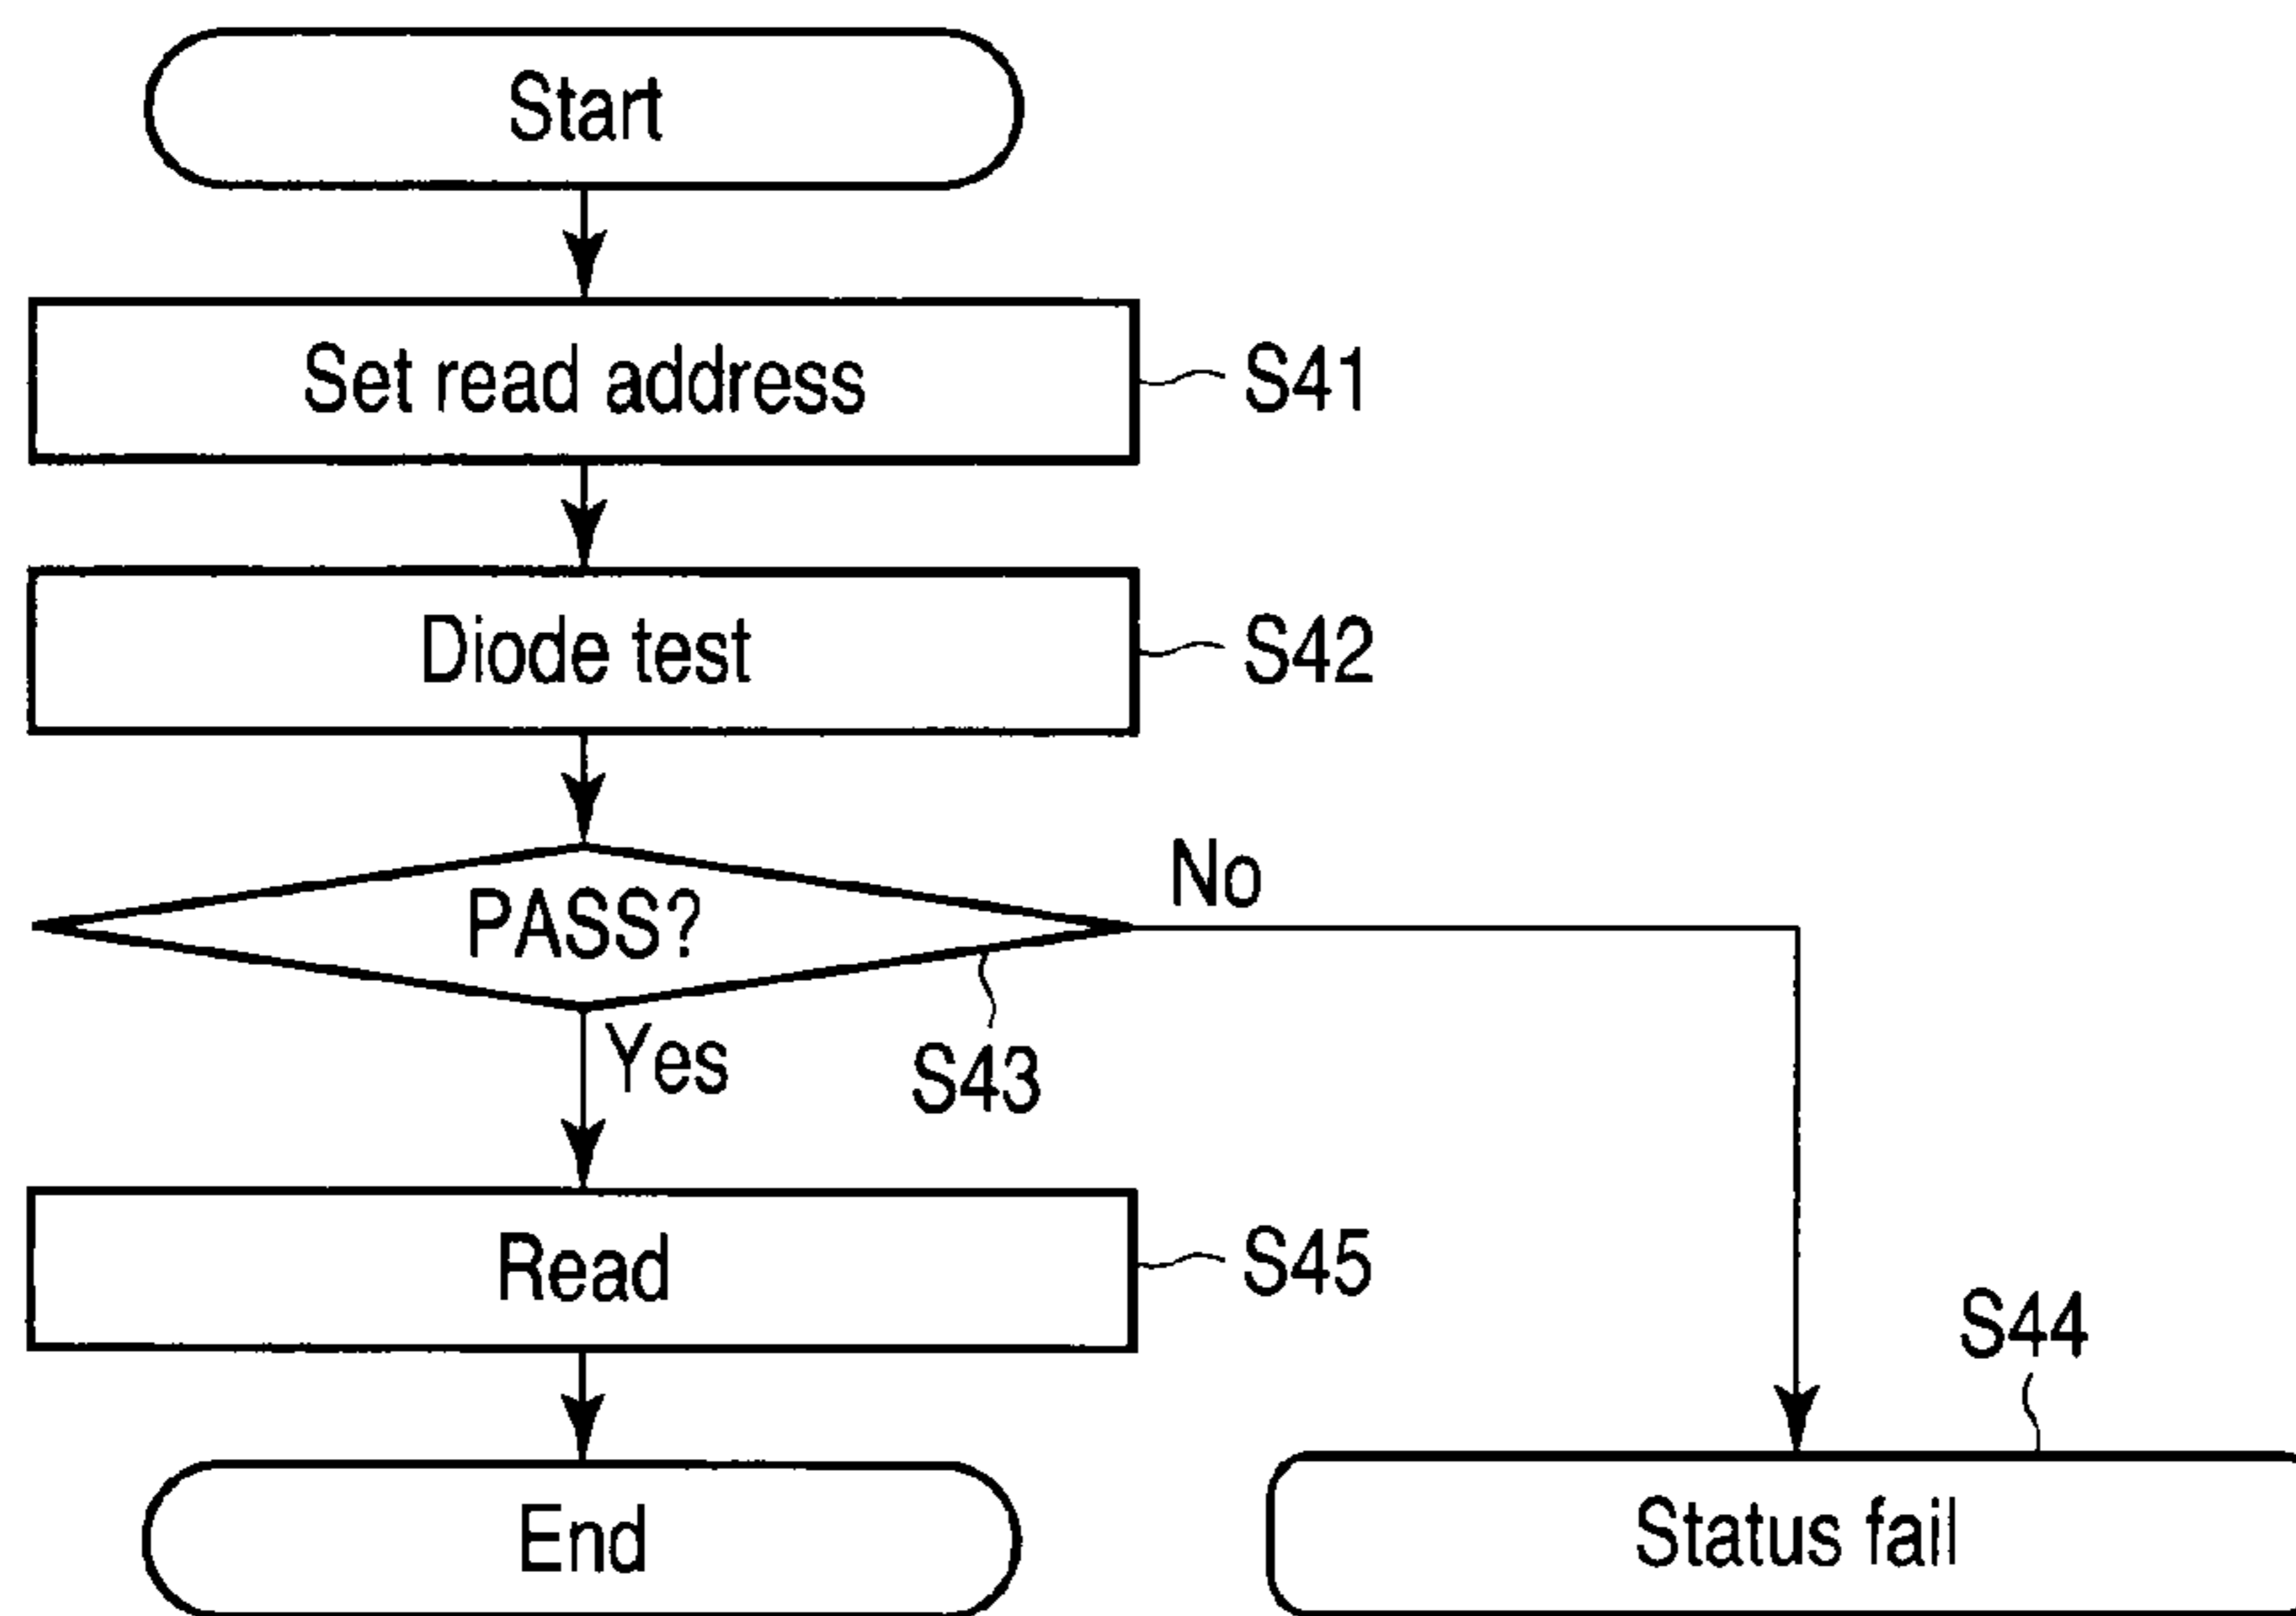 Start
Set read address
S41
Diode test
S42
PASS?
No
Yes
S43
Read
S45
S44
End
Status fail